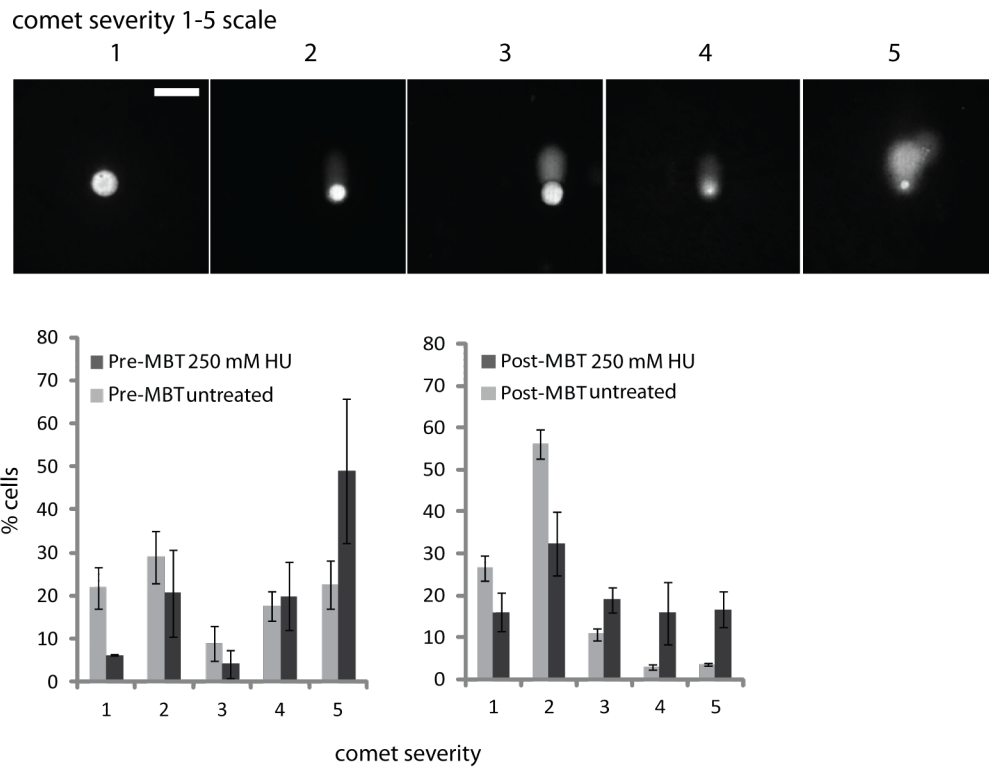 comet severity 1-5 scale
1 2 3 4 5
80
70
60
50
40
30
20
10
0
% cells
Pre-MBT 250 mM HU
Pre-MBT untreated
1 2 3 4 5
80
70
60
50
40
30
20
10
0
Post-MBT 250 mM HU
Post-MBT untreated
1 2 3 4 5
comet severity